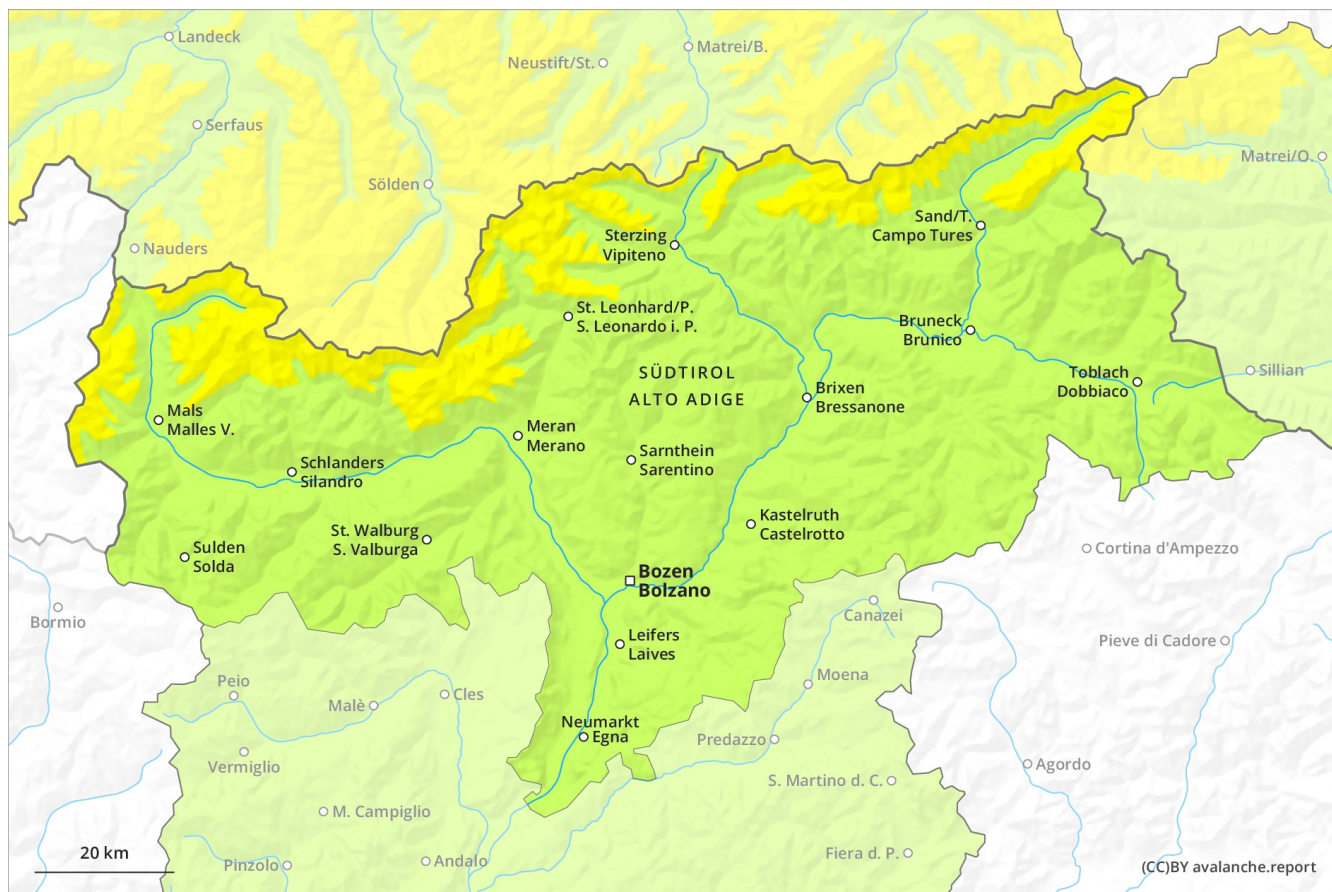 Landeck
Matrei/B.
Neustift/St.
Serfaus
Matrei/O.
Sölden
Sand/T.
Campo Tures
Nauders
Sterzing
Vipiteno
St. Leonhard/P.
S. Leonardo i. P.
Bruneck
Brunico
SÜDTIROL
ALTO ADIGE
Toblach
Dobbiaco
Sillian
Brixen
Bressanone
Mals
Malles V.
Meran
Merano
Sarnthein
Sarentino
Schlanders
Silandro
Kastelruth
Castelrotto
St. Walburg
S. Valburga
Sulden
Solda
Cortina d'Ampezzo
Bozen
Bolzano
Bormio
Canazei
Leifers
Laives
Pieve di Cadore
Peio
Moena
Malè
Cles
Neumarkt
Egna
Predazzo
Vermiglio
Agordo
S. Martino d. C.
M. Campiglio
20 km
Pinzolo
Andalo
Fiera d. P.
(CC)BY avalanche.report